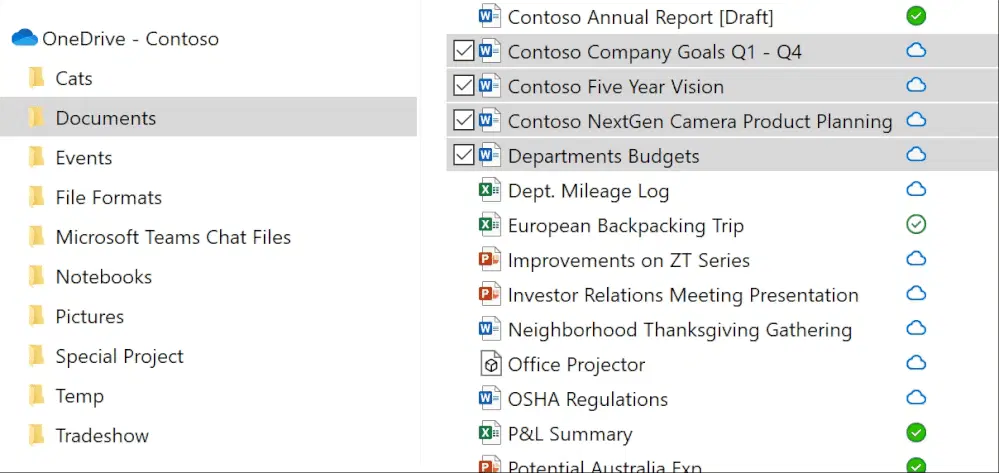 OneDrive - Contoso
Cats
Documents
Events
File Formats
Microsoft Teams Chat Files
Notebooks
Pictures
Special Project
Temp
Tradeshow
Contoso Annual Report [Draft]
Contoso Company Goals Q1 - Q4
Contoso Five Year Vision
Contoso NextGen Camera Product Planning
Departments Budgets
Dept. Mileage Log
European Backpacking Trip
Improvements on ZT Series
Investor Relations Meeting Presentation
Neighborhood Thanksgiving Gathering
Office Projector
OSHA Regulations
P&L Summary
Potential Australia Exp